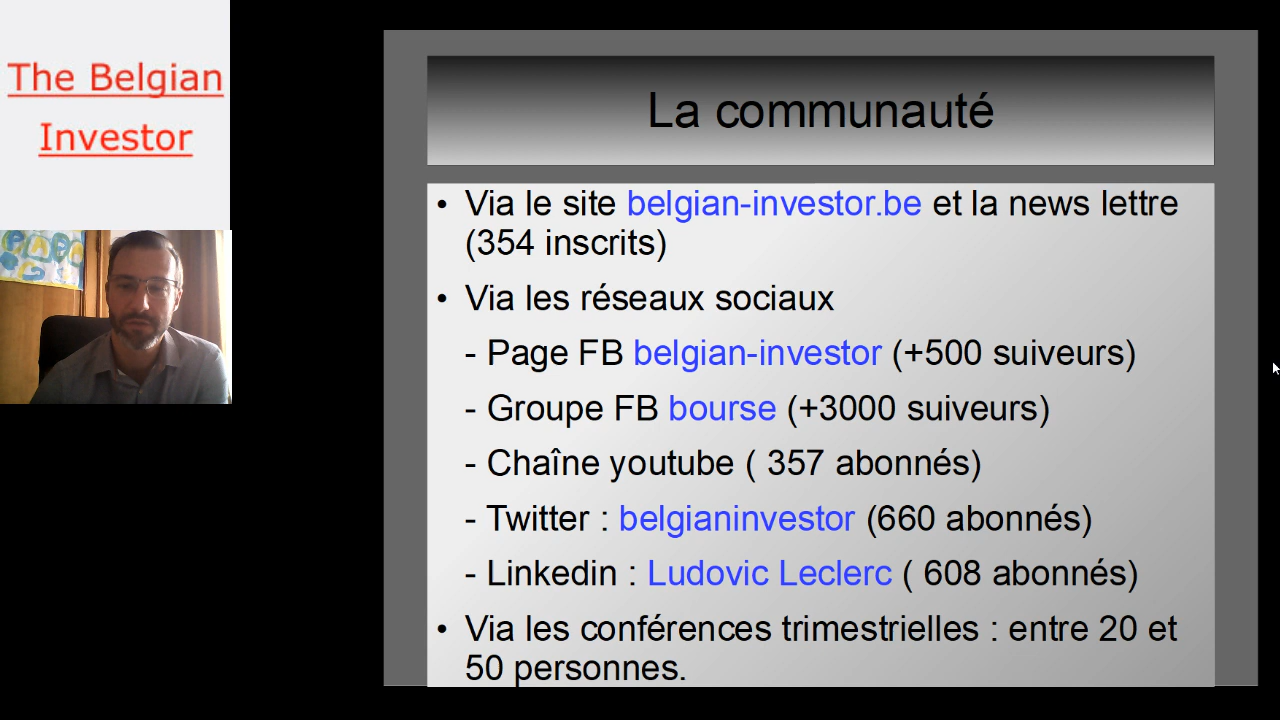 The Belgian
Investor
La communauté
• Via le site belgian-investor.be et la news lettre
(354 inscrits)
• Via les réseaux sociaux
- Page FB belgian-investor (+500 suiveurs)
- Groupe FB bourse (+3000 suiveurs)
- Chaîne youtube ( 357 abonnés)
- Twitter : belgianinvestor (660 abonnés)
- Linkedin : Ludovic Leclerc ( 608 abonnés)
• Via les conférences trimestrielles : entre 20 et
50 personnes.